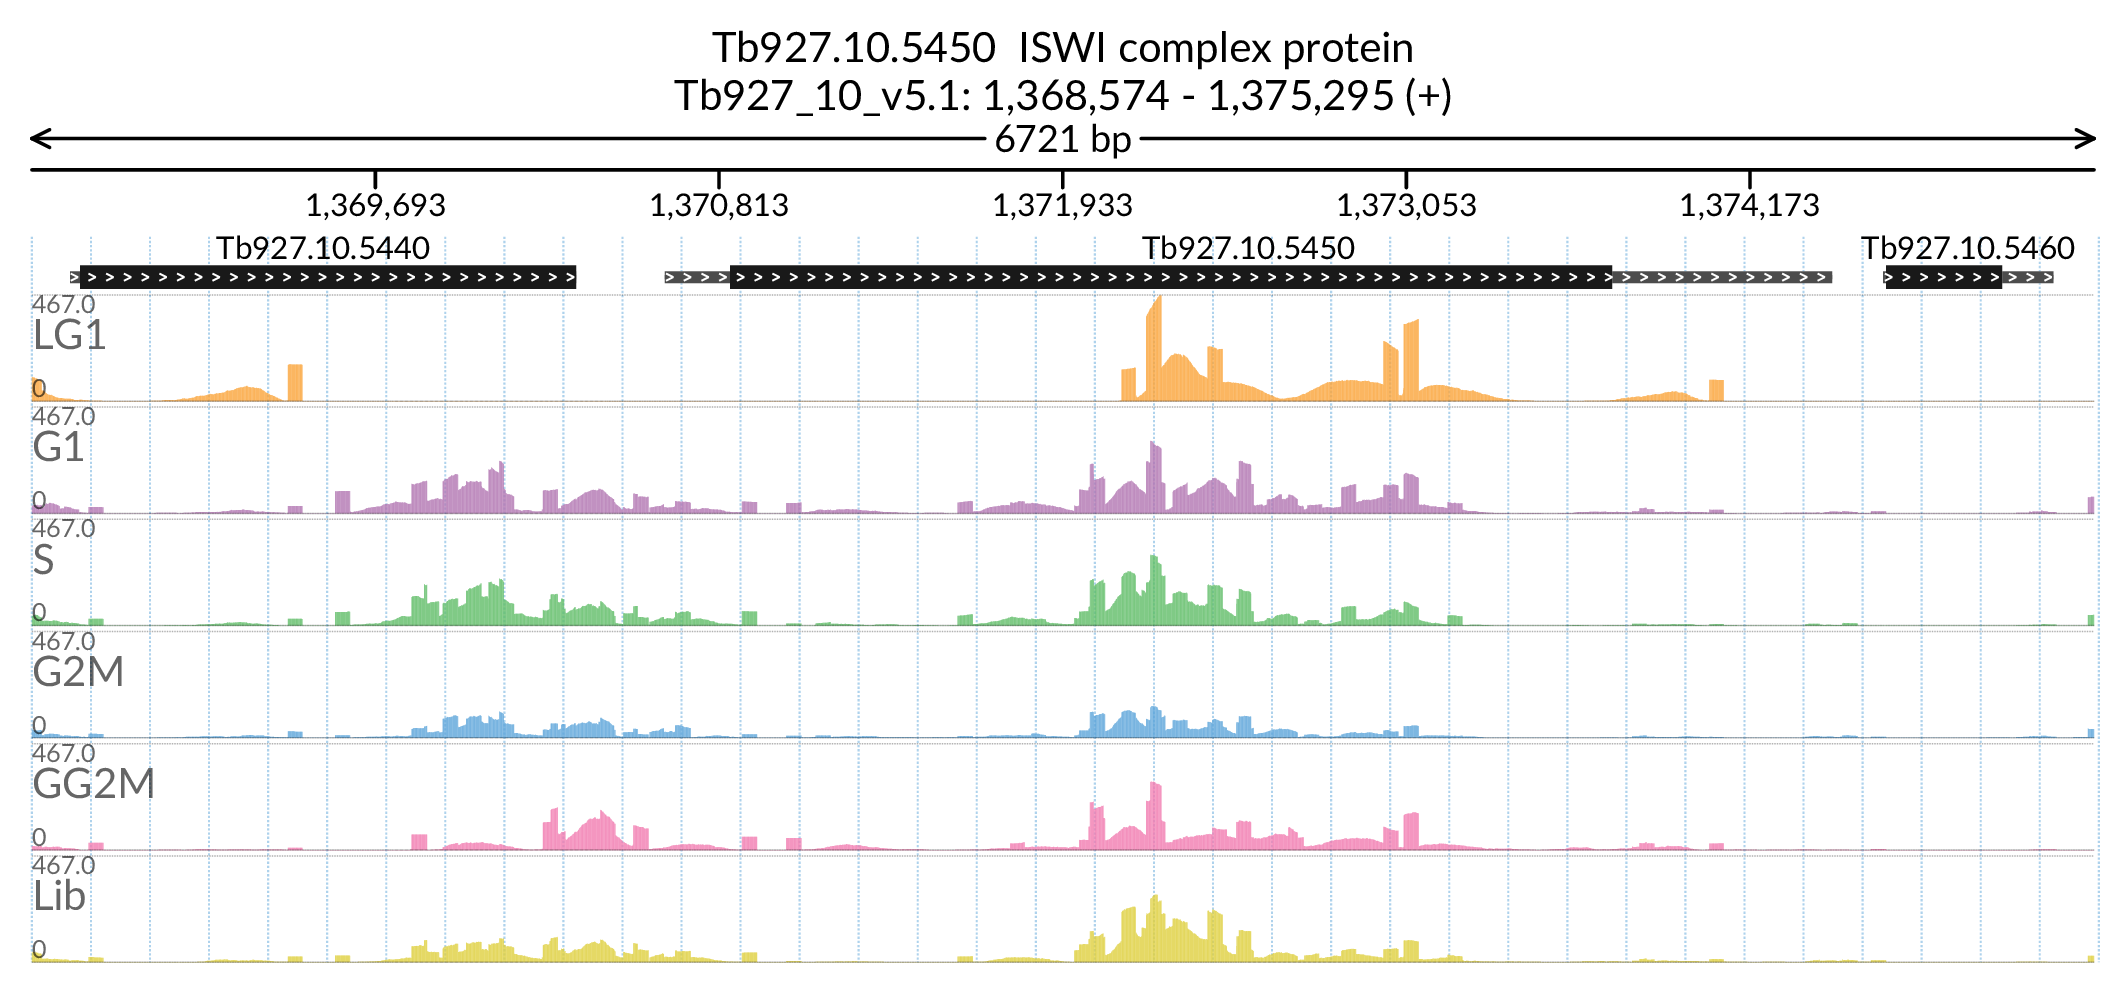 Tb927.10.5450  ISWI complex protein
Tb927_10_v5.1: 1,368,574 - 1,375,295 (+)
6721 bp
1,369,693 1,370,813 1,371,933 1,373,053 1,374,173
Tb927.10.5440 Tb927.10.5450 Tb927.10.5460
467.0
LG1
0
467.0
G1
0
467.0
S
0
467.0
G2M
0
467.0
GG2M
0
467.0
Lib
0